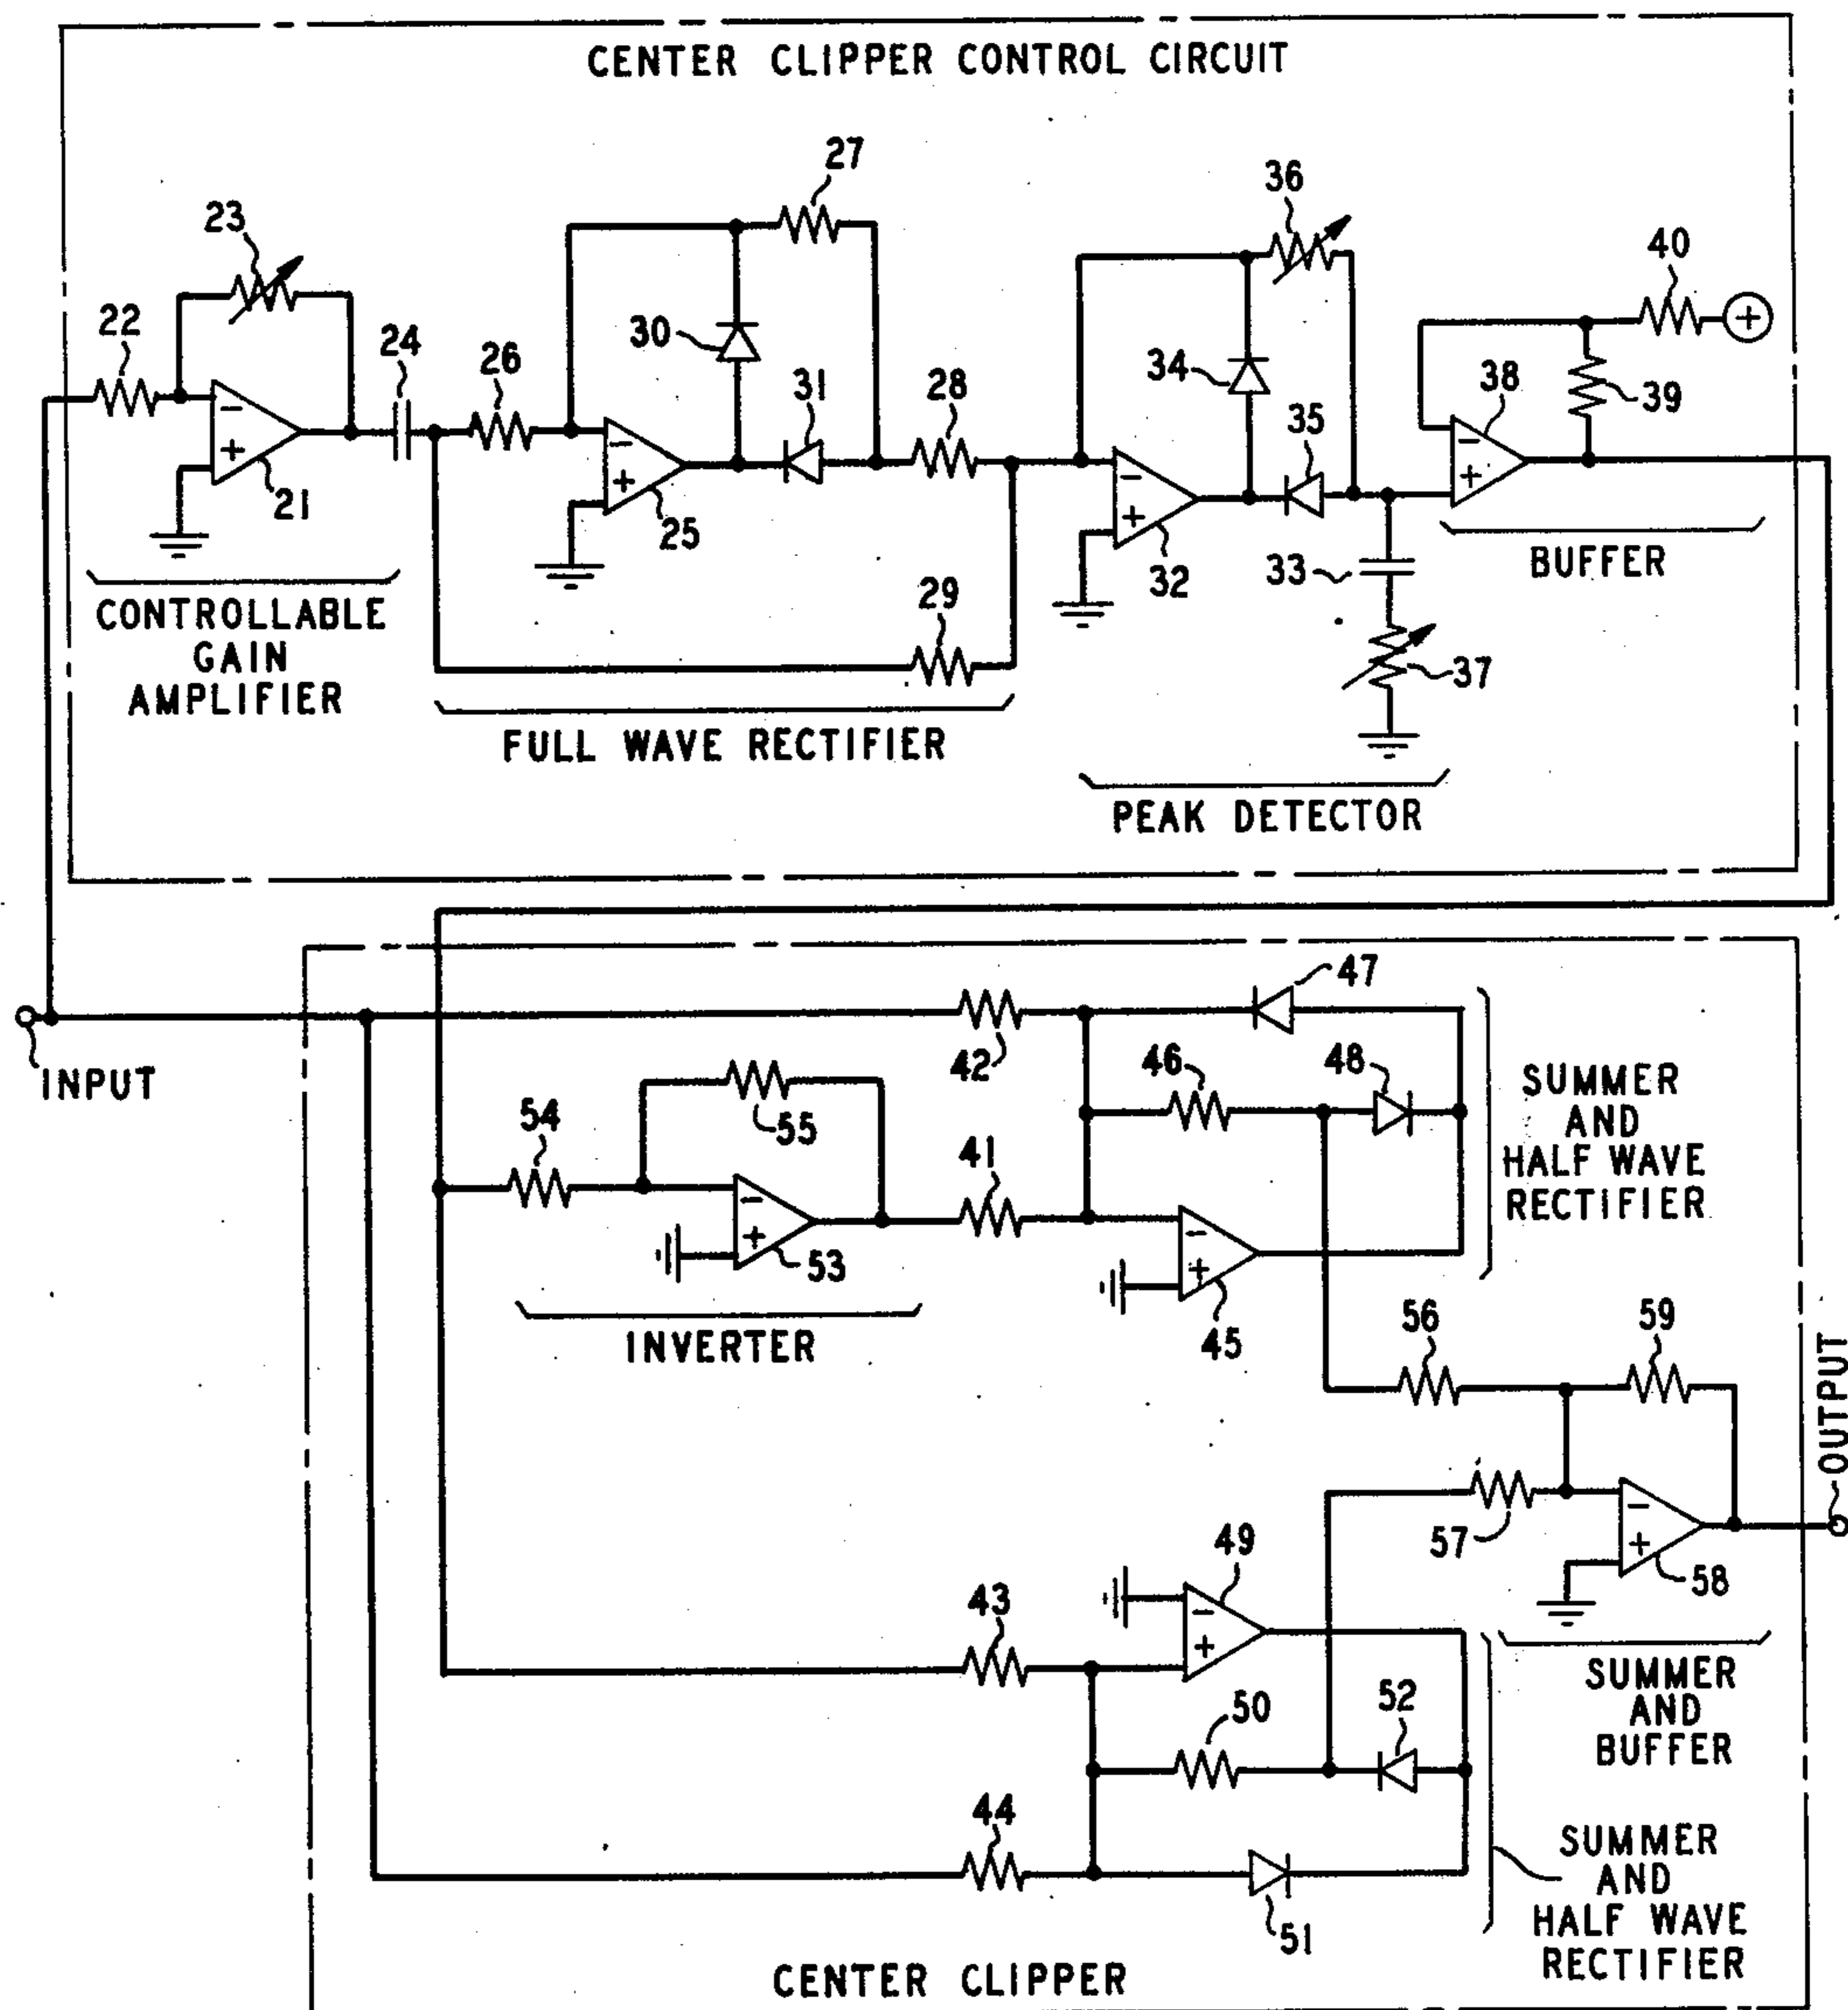 CENTER CLIPPER CONTROL CIRCUIT
27
36
23
40
22
24
26
30
31
28
34
35
38
39
-
+
21
-
+
25
-
+
32
-
+
+
33
BUFFER
29
37
CONTROLLABLE
GAIN
AMPLIFIER
FULL WAVE RECTIFIER
PEAK DETECTOR
47
INPUT
42
46
48
SUMMER
AND
HALF WAVE
RECTIFIER
54
55
41
-
+
53
-
+
45
INVERTER
56
59
OUTPUT
57
-
+
58
49
-
+
43
50
52
SUMMER
AND
BUFFER
44
51
SUMMER
AND
HALF WAVE
RECTIFIER
CENTER CLIPPER